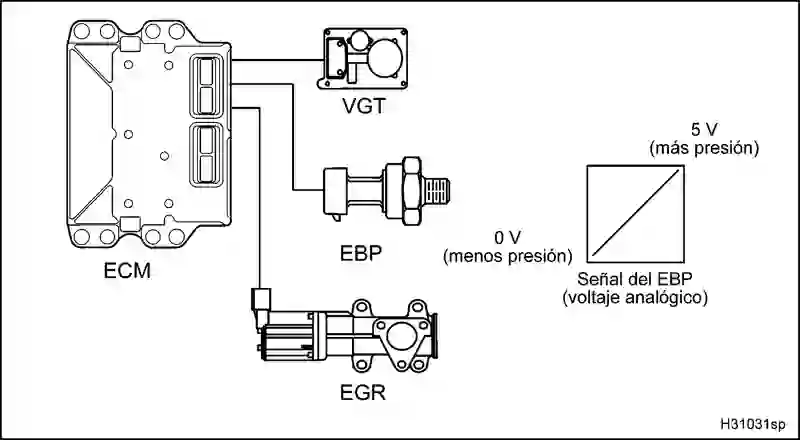 VGT
5 V
(más presión)
EBP
0 V
(menos presión)
ECM
Señal del EBP
(voltaje analógico)
EGR
H31031sp